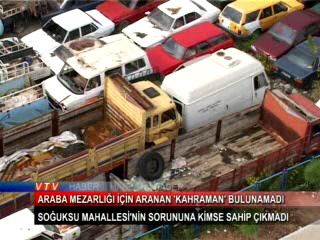 ARABA MEZARLIĞI İÇİN ARANAN 'KAHRAMAN' BULUNAMADI
VTV HABER
SOĞUKSU MAHALLESİ'NİN SORUNUNA KİMSE SAHİP ÇIKMADI